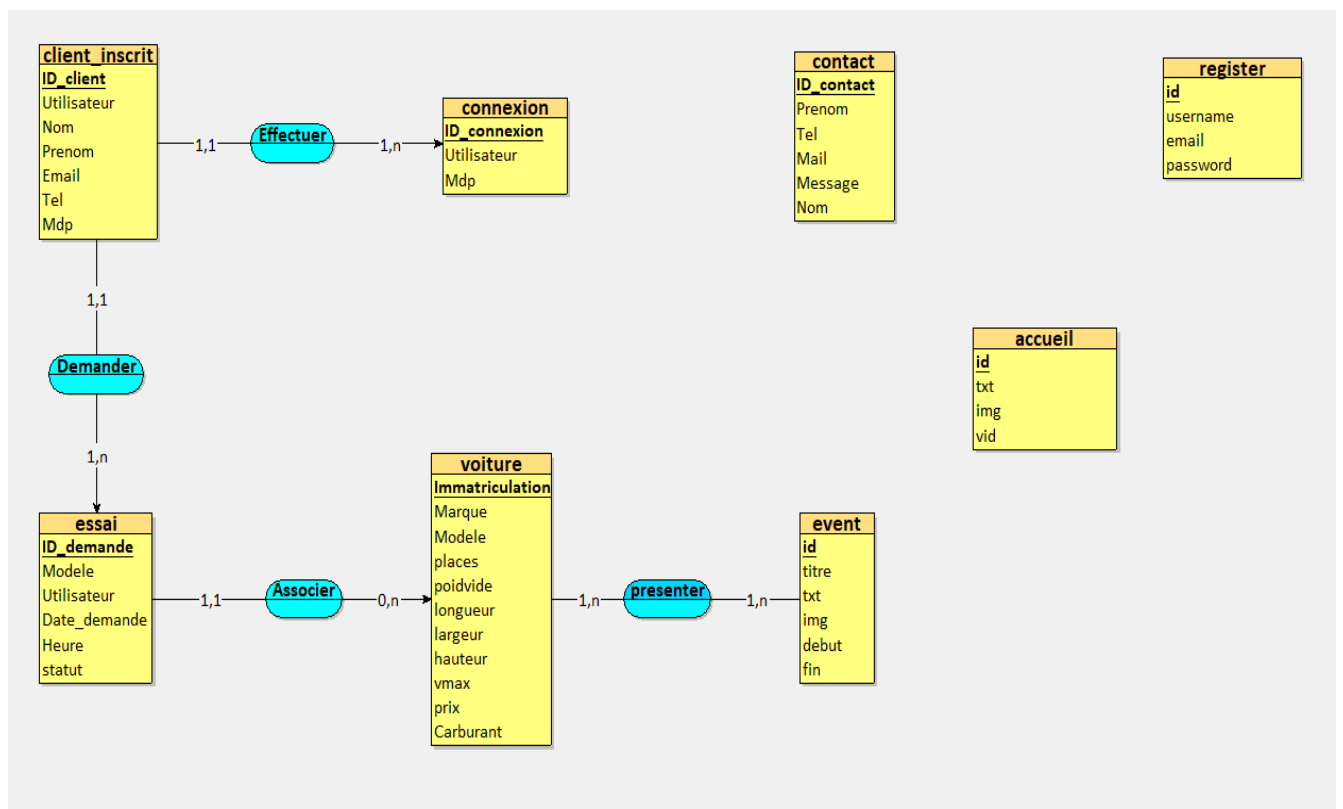 client_inscrit
ID_client
Utilisateur
Nom
Prenom
Email
Tel
Mdp
1,1
Effectuer
1,n
connexion
ID_connexion
Utilisateur
Mdp
contact
ID_contact
Prenom
Tel
Mail
Message
Nom
register
id
username
email
password
1,1
Demander
1,n
accueil
id
txt
img
vid
essai
ID_demande
Modele
Utilisateur
Date_demande
Heure
statut
1,1
Associer
0,n
voiture
Immatriculation
Marque
Modele
places
poidvide
longueur
largeur
hauteur
vmax
prix
Carburant
1,n
presenter
1,n
event
id
titre
txt
img
debut
fin